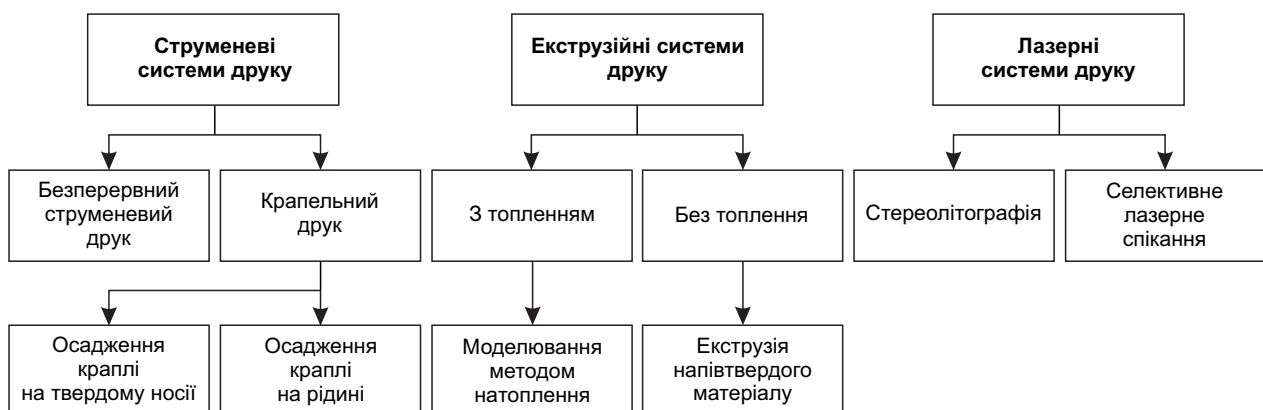 Струменеві
системи друку
Екструзійні системи
друку
Лазерні
системи друку
Безперервний
струменевий
друк
Крапельний
друк
З топленням
Без топлення
Стереолітографія
Селективне
лазерне
спікання
Осадження
краплі
на твердому носії
Осадження
краплі
на рідині
Моделювання
методом
натоплення
Екструзія
напівтвердого
матеріалу